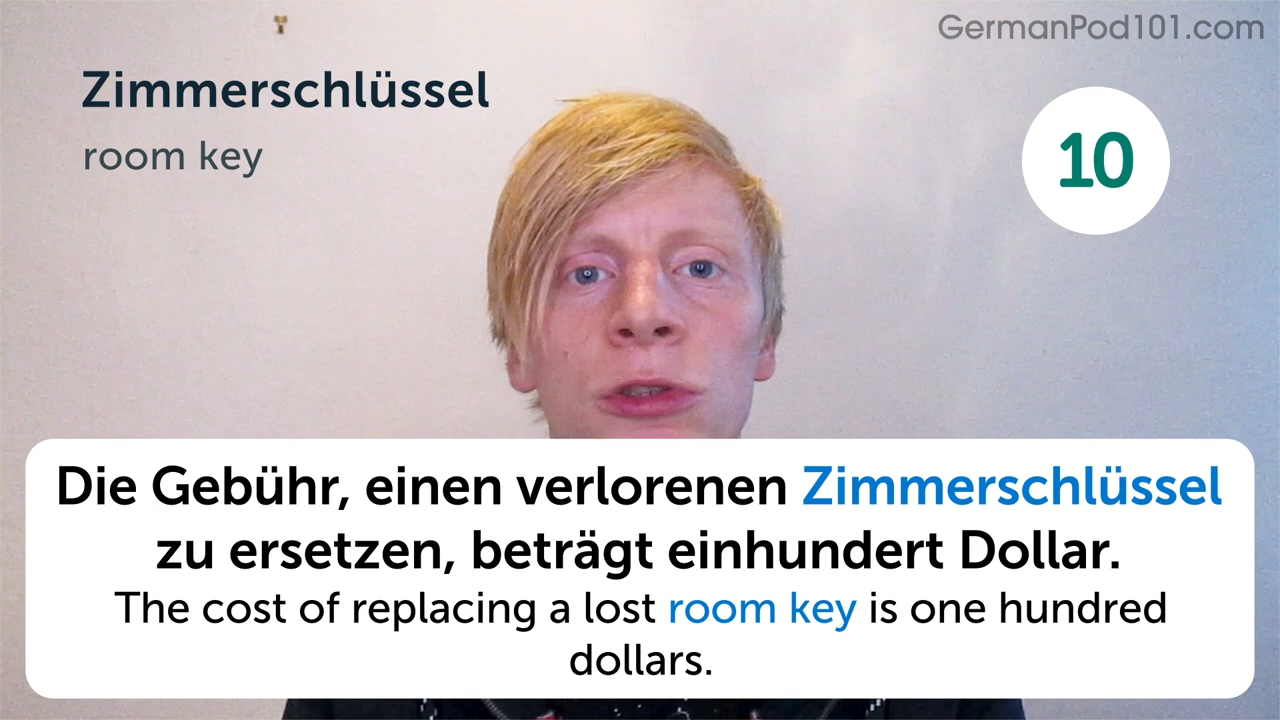 GermanPod101.com
Zimmerschlüssel
room key
10
Die Gebühr, einen verlorenen Zimmerschlüssel
zu ersetzen, beträgt einhundert Dollar.
The cost of replacing a lost room key is one hundred
dollars.